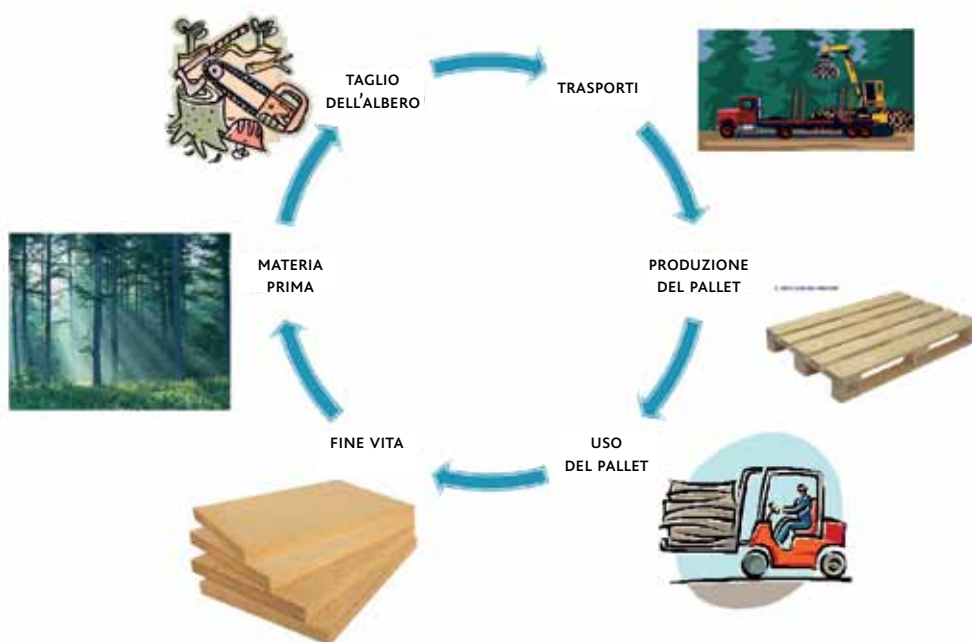 TAGLIO
DELL'ALBERO
TRASPORTI
MATERIA
PRIMA
PRODUZIONE
DEL PALLET
FINE VITA
USO
DEL PALLET